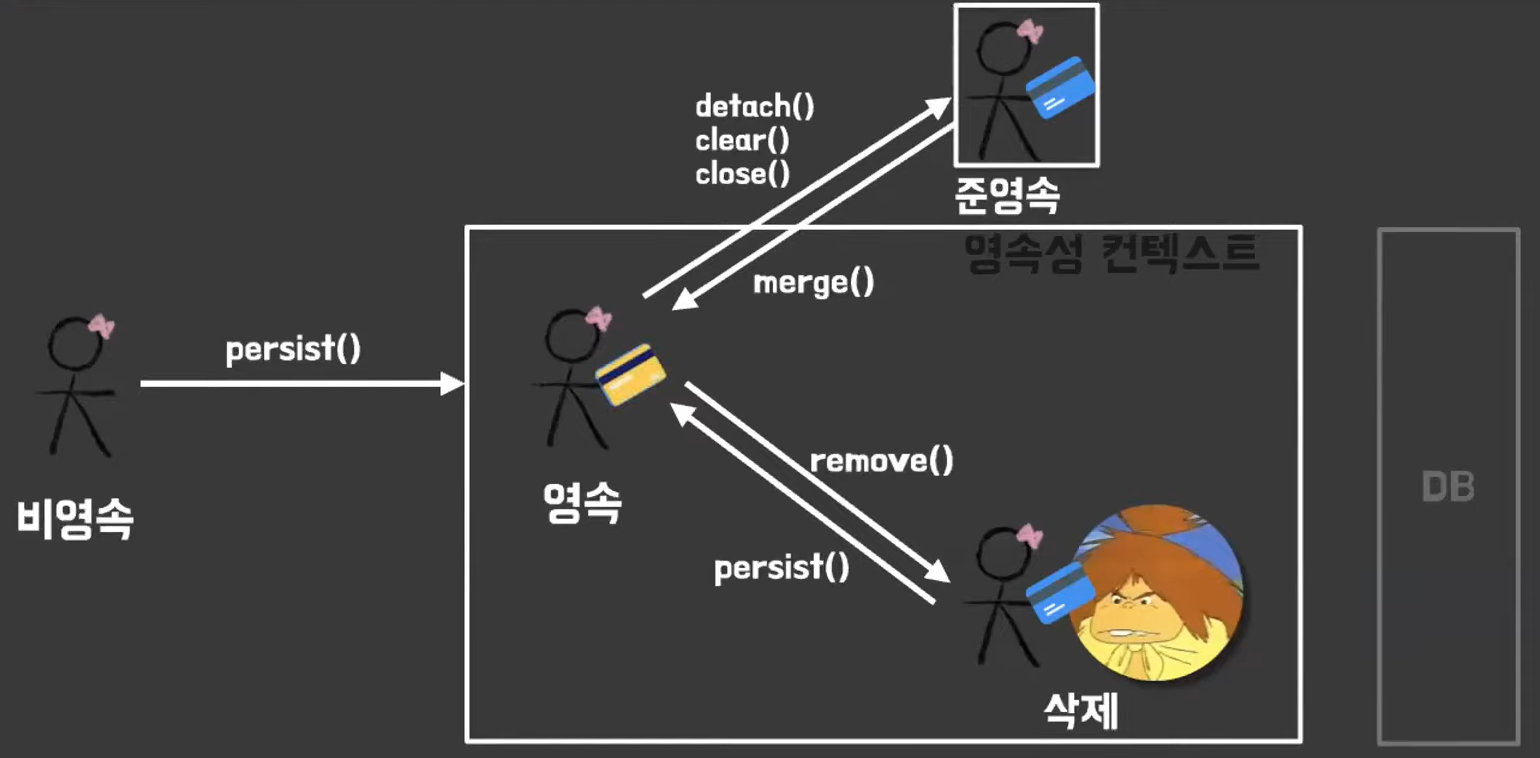 detach()
clear()
close()
준영속
영속성 컨텍스트
merge()
persist()
비영속
영속
remove()
persist()
삭제
DB